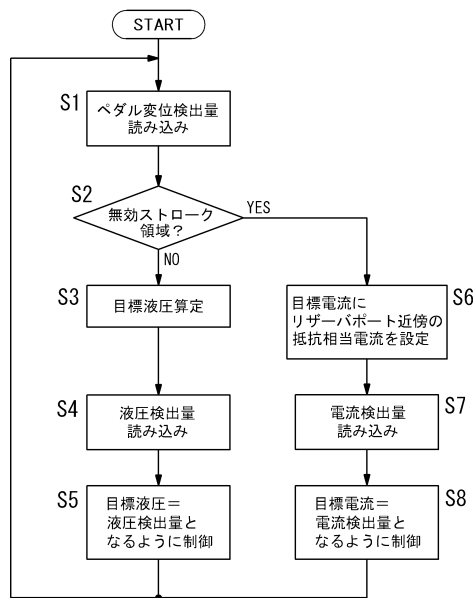 START
S1
ペダル変位検出量
読み込み
S2
無効ストローク
領域？
YES
NO
S3
目標液圧算定
S4
液圧検出量
読み込み
S5
目標液圧＝
液圧検出量と
なるように制御
S6
目標電流に
リザーバポート近傍の
抵抗相当電流を設定
S7
電流検出量
読み込み
S8
目標電流＝
電流検出量と
なるように制御